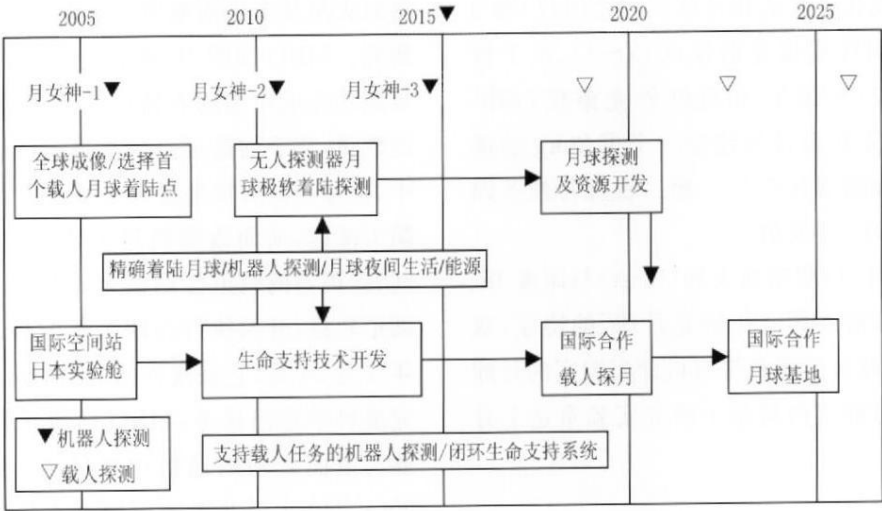 2005 2010 2015▼ 2020 2025
月女神-1▼ 月女神-2▼ 月女神-3▼ ▽ ▽ ▽
全球成像/选择首
个载人月球着陆点
无人探测器月
球极软着陆探测
月球探测
及资源开发
精确着陆月球/机器人探测/月球夜间生活/能源
国际空间站
日本实验舱
生命支持技术开发
国际合作
载人探月
国际合作
月球基地
▼机器人探测
▽载人探测
支持载人任务的机器人探测/闭环生命支持系统